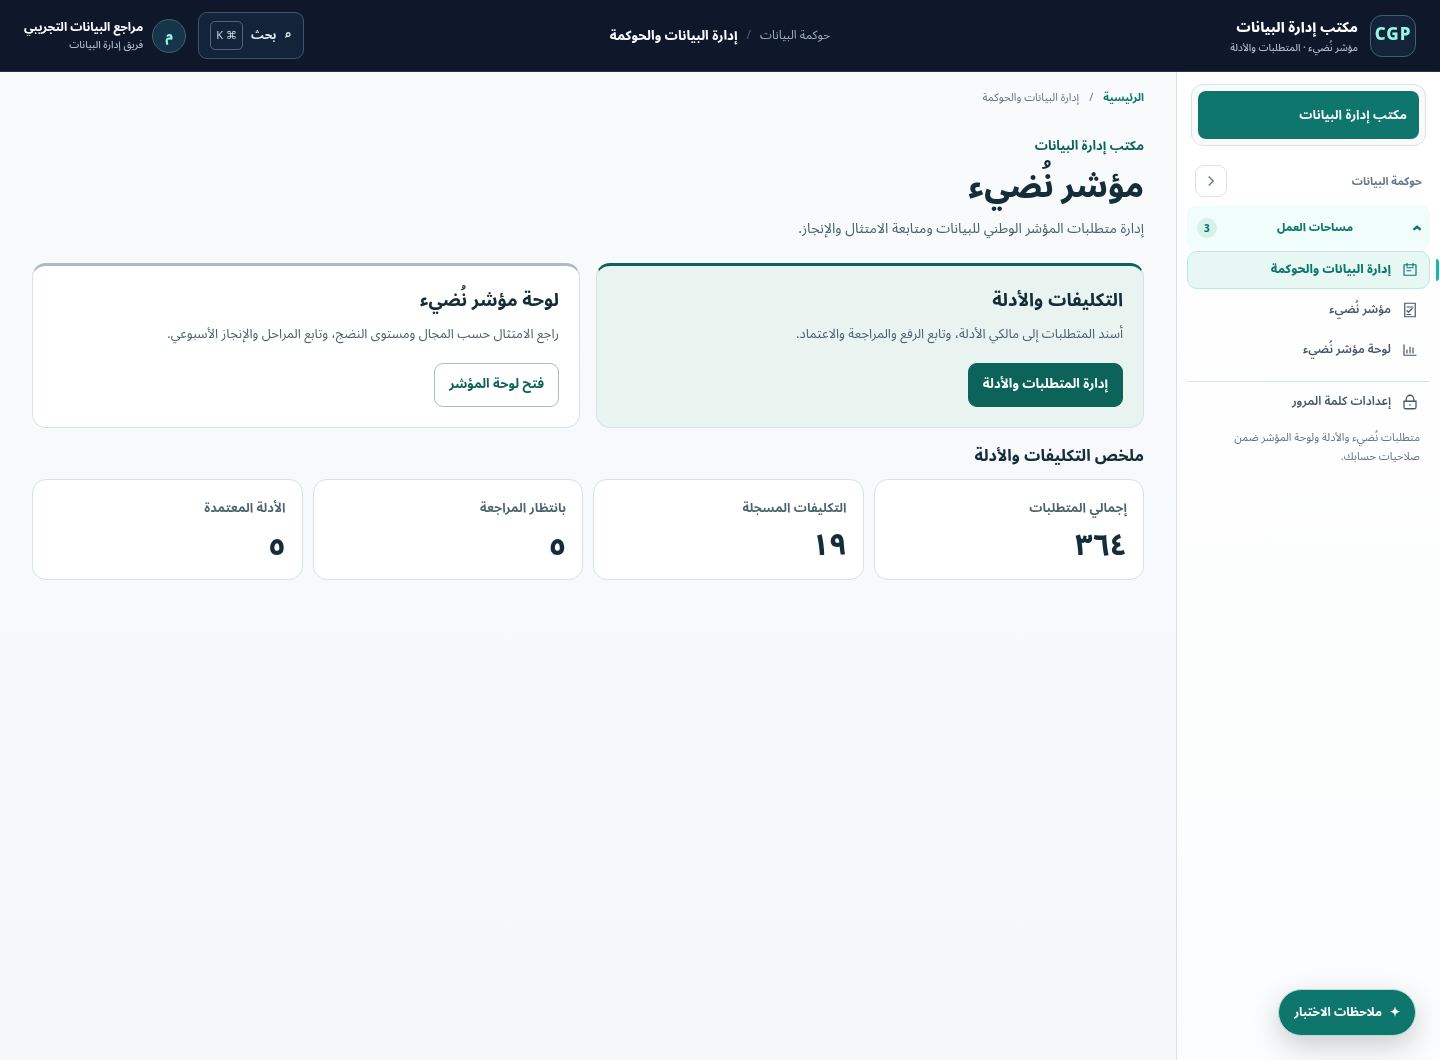 CGP
مكتب إدارة البيانات
مؤشر نُضيء · المتطلبات والأدلة
حوكمة البيانات / إدارة البيانات والحوكمة
بحث ⌘ K
م
مراجع البيانات التجريبي
فريق إدارة البيانات
مكتب إدارة البيانات
حوكمة البيانات
مساحات العمل 3
إدارة البيانات والحوكمة
مؤشر نُضيء
لوحة مؤشر نُضيء
إعدادات كلمة المرور
متطلبات نُضيء والأدلة ولوحة المؤشر ضمن
صلاحيات حسابك.
الرئيسية / إدارة البيانات والحوكمة
مكتب إدارة البيانات
مؤشر نُضيء
إدارة متطلبات المؤشر الوطني للبيانات ومتابعة الامتثال والإنجاز.
التكليفات والأدلة
أسند المتطلبات إلى مالكي الأدلة، وتابع الرفع والمراجعة والاعتماد.
إدارة المتطلبات والأدلة
لوحة مؤشر نُضيء
راجع الامتثال حسب المجال ومستوى النضج، وتابع المراحل والإنجاز الأسبوعي.
فتح لوحة المؤشر
ملخص التكليفات والأدلة
إجمالي المتطلبات
٣٦٤
التكليفات المسجلة
١٩
بانتظار المراجعة
٥
الأدلة المعتمدة
٥
✦ ملاحظات الاختبار